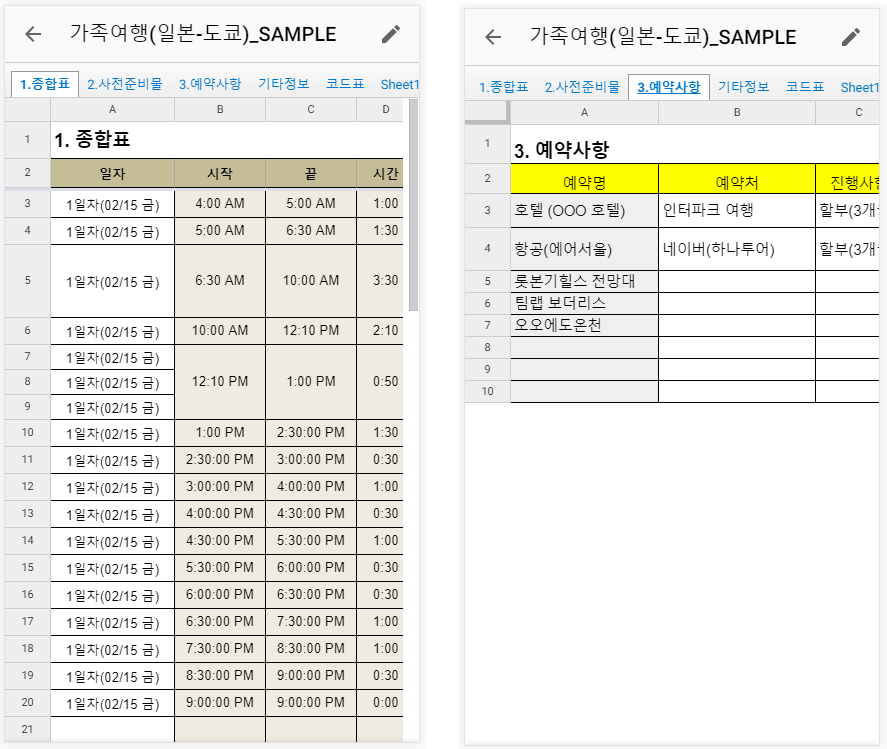 가족여행(일본-도쿄)_SAMPLE
1.종합표 2.사전준비물 3.예약사항 기타정보 코드표 Sheet1
A B C D
1 1. 종합표
2 일자 시작 끝 시간
3 1일차(02/15 금) 4:00 AM 5:00 AM 1:00
4 1일차(02/15 금) 5:00 AM 6:30 AM 1:30
5 1일차(02/15 금) 6:30 AM 10:00 AM 3:30
6 1일차(02/15 금) 10:00 AM 12:10 PM 2:10
7 1일차(02/15 금)
8 1일차(02/15 금) 12:10 PM 1:00 PM 0:50
9 1일차(02/15 금)
10 1일차(02/15 금) 1:00 PM 2:30:00 PM 1:30
11 1일차(02/15 금) 2:30:00 PM 3:00:00 PM 0:30
12 1일차(02/15 금) 3:00:00 PM 4:00:00 PM 1:00
13 1일차(02/15 금) 4:00:00 PM 4:30:00 PM 0:30
14 1일차(02/15 금) 4:30:00 PM 5:30:00 PM 1:00
15 1일차(02/15 금) 5:30:00 PM 6:00:00 PM 0:30
16 1일차(02/15 금) 6:00:00 PM 6:30:00 PM 0:30
17 1일차(02/15 금) 6:30:00 PM 7:30:00 PM 1:00
18 1일차(02/15 금) 7:30:00 PM 8:30:00 PM 1:00
19 1일차(02/15 금) 8:30:00 PM 9:00:00 PM 0:30
20 1일차(02/15 금) 9:00:00 PM 9:00:00 PM 0:00
21
가족여행(일본-도쿄)_SAMPLE
1.종합표 2.사전준비물 3.예약사항 기타정보 코드표 Sheet1
A B C
1 3. 예약사항
2 예약명 예약처 진행사항
3 호텔 (OOO 호텔) 인터파크 여행 할부(3개
4 항공(에어서울) 네이버(하나투어) 할부(3개
5 롯본기힐스 전망대
6 팀랩 보더리스
7 오오에도온천
8
9
10